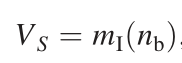 V_S = m_I(n_b),